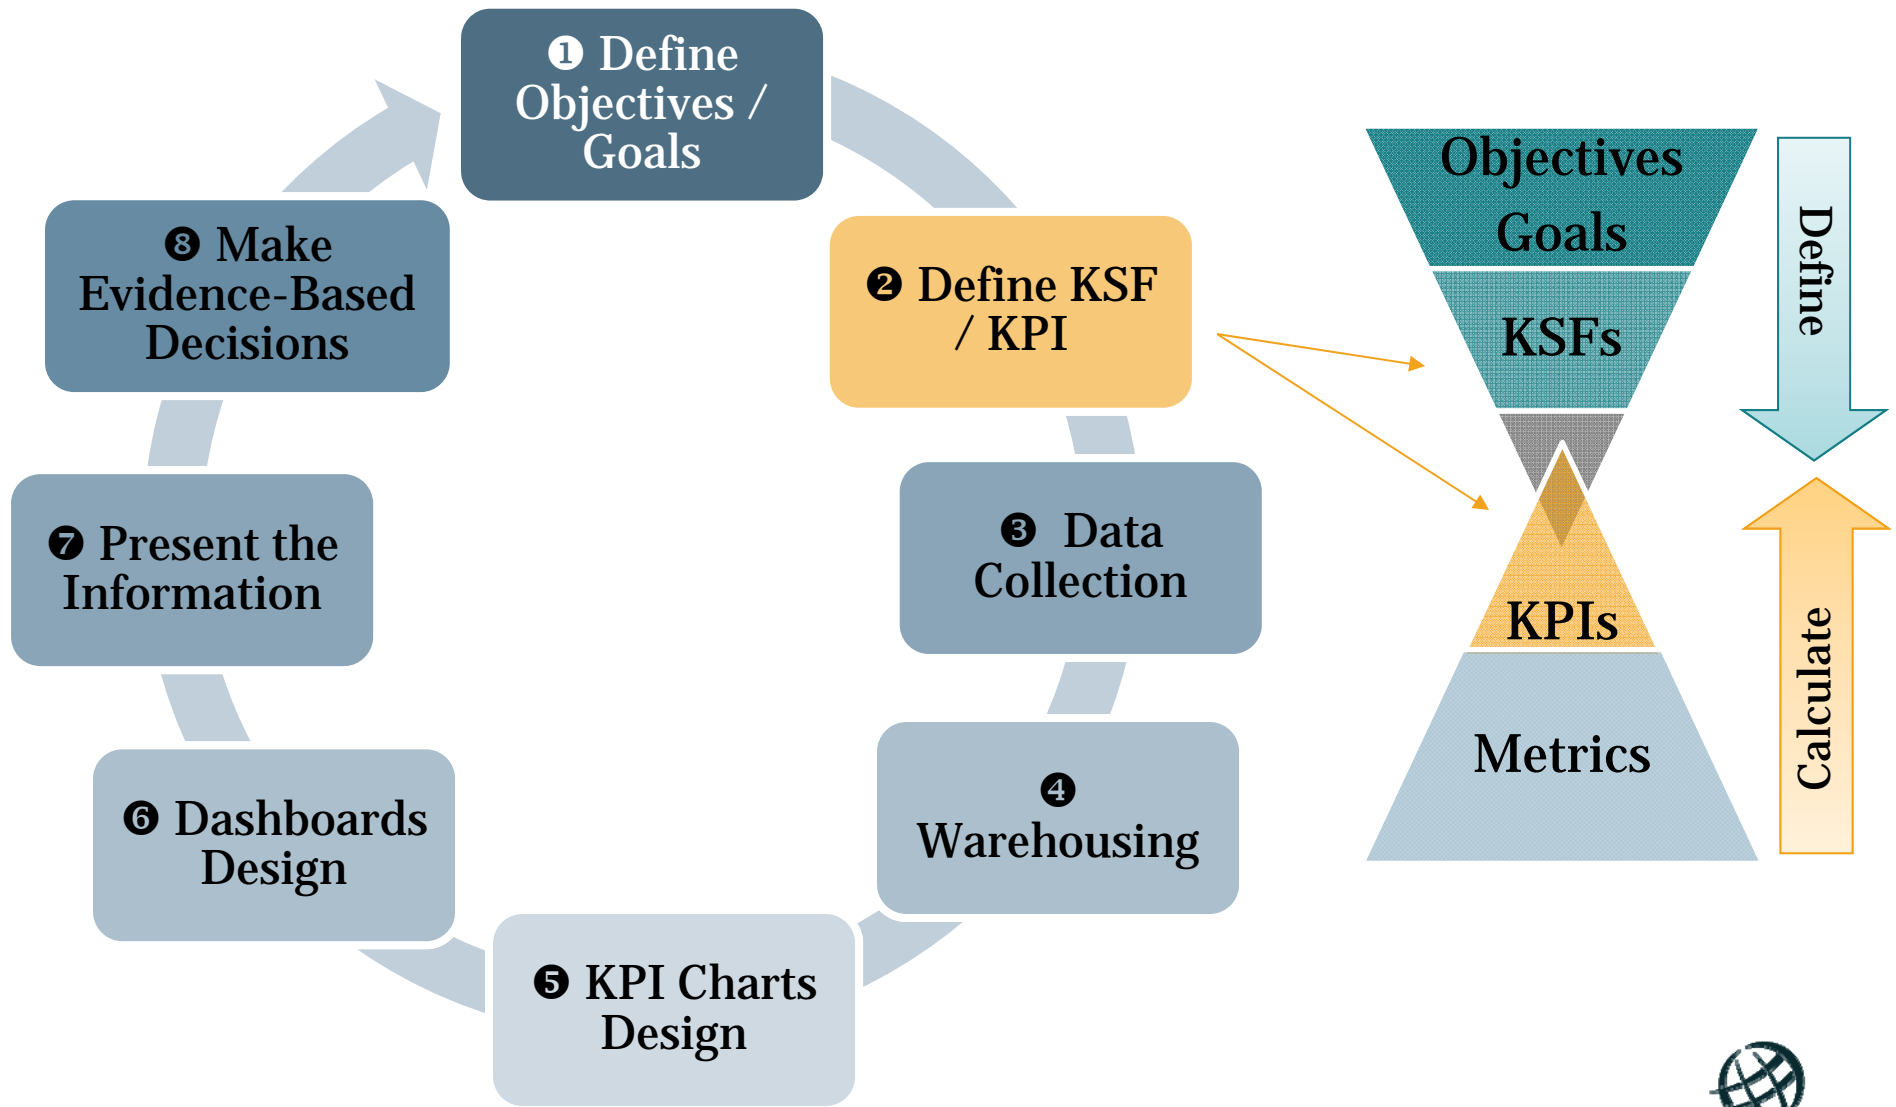 ❶ Define
Objectives /
Goals
❷ Define KSF
/ KPI
❸ Data
Collection
❹
Warehousing
❺ KPI Charts
Design
❻ Dashboards
Design
❼ Present the
Information
❽ Make
Evidence-Based
Decisions
Objectives
Goals
KSFs
KPIs
Metrics
Define
Calculate